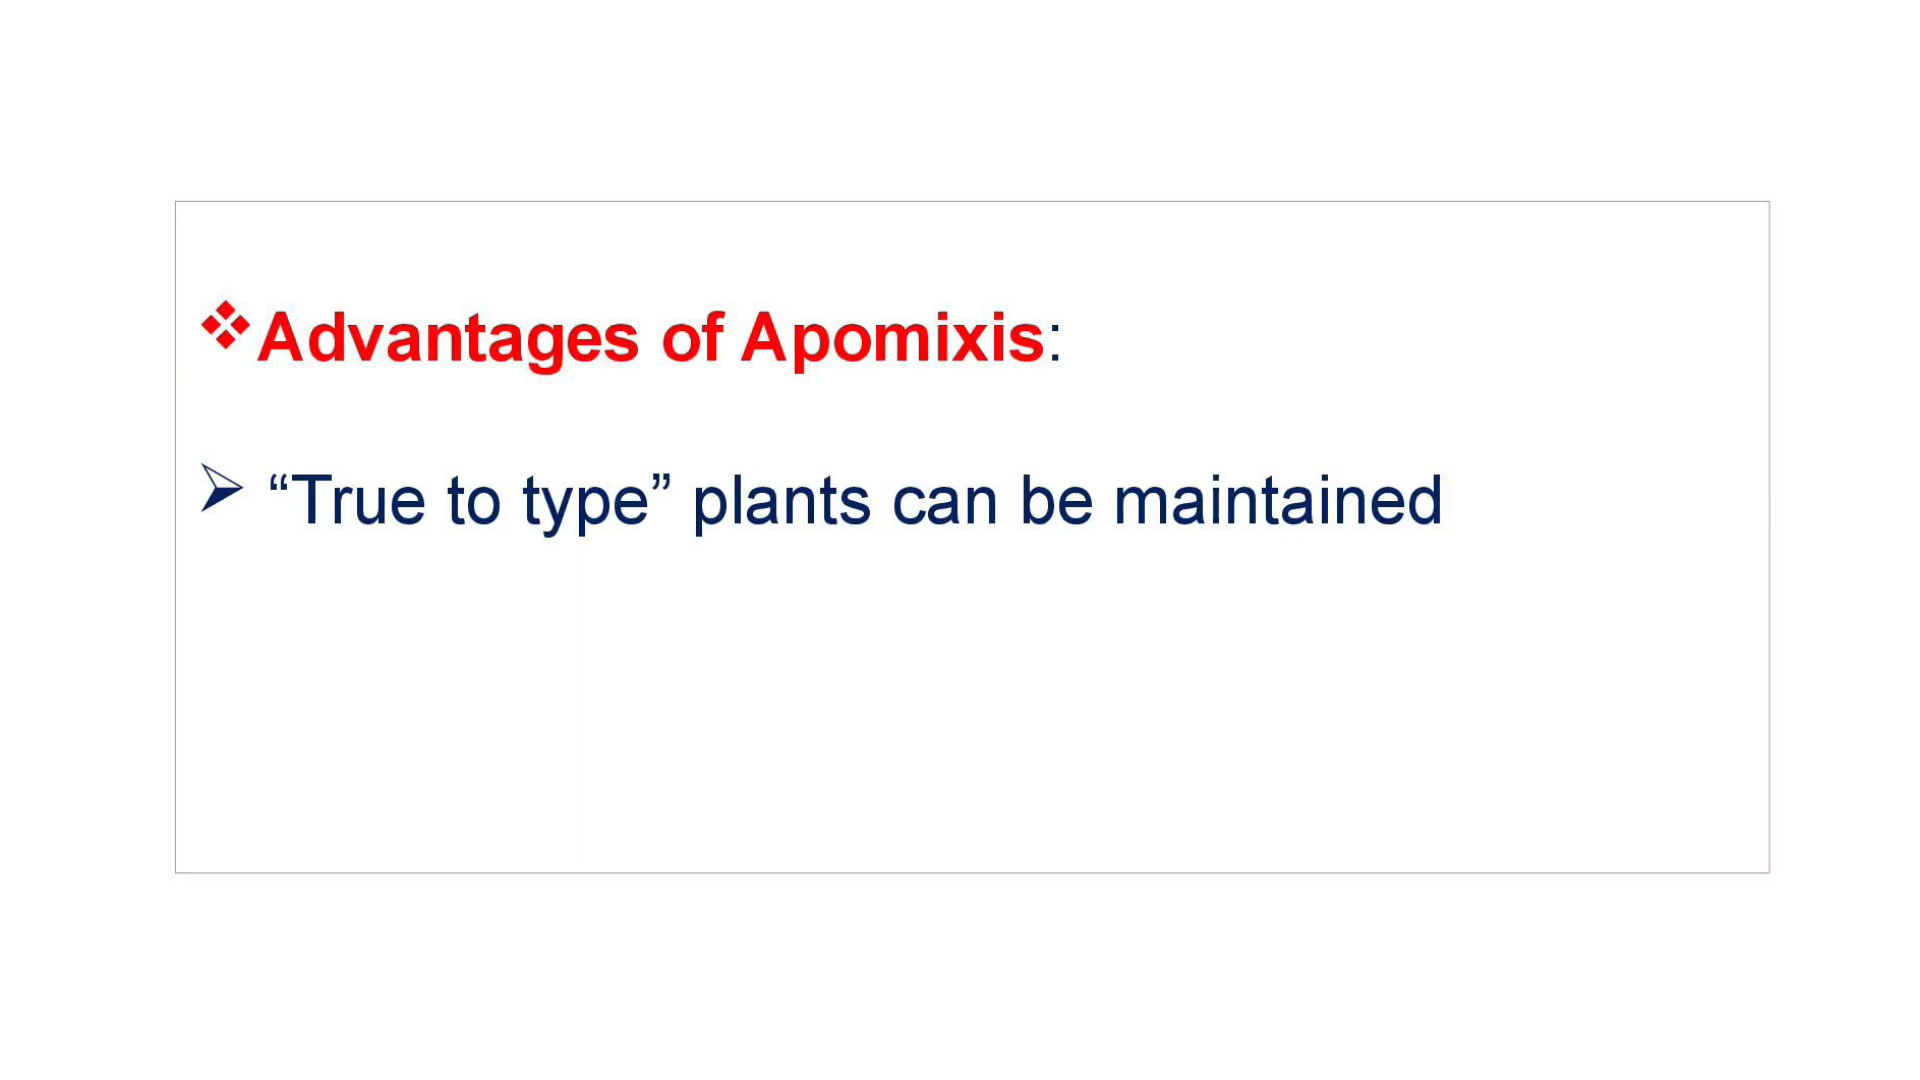 ❖Advantages of Apomixis:
➢ “True to type” plants can be maintained